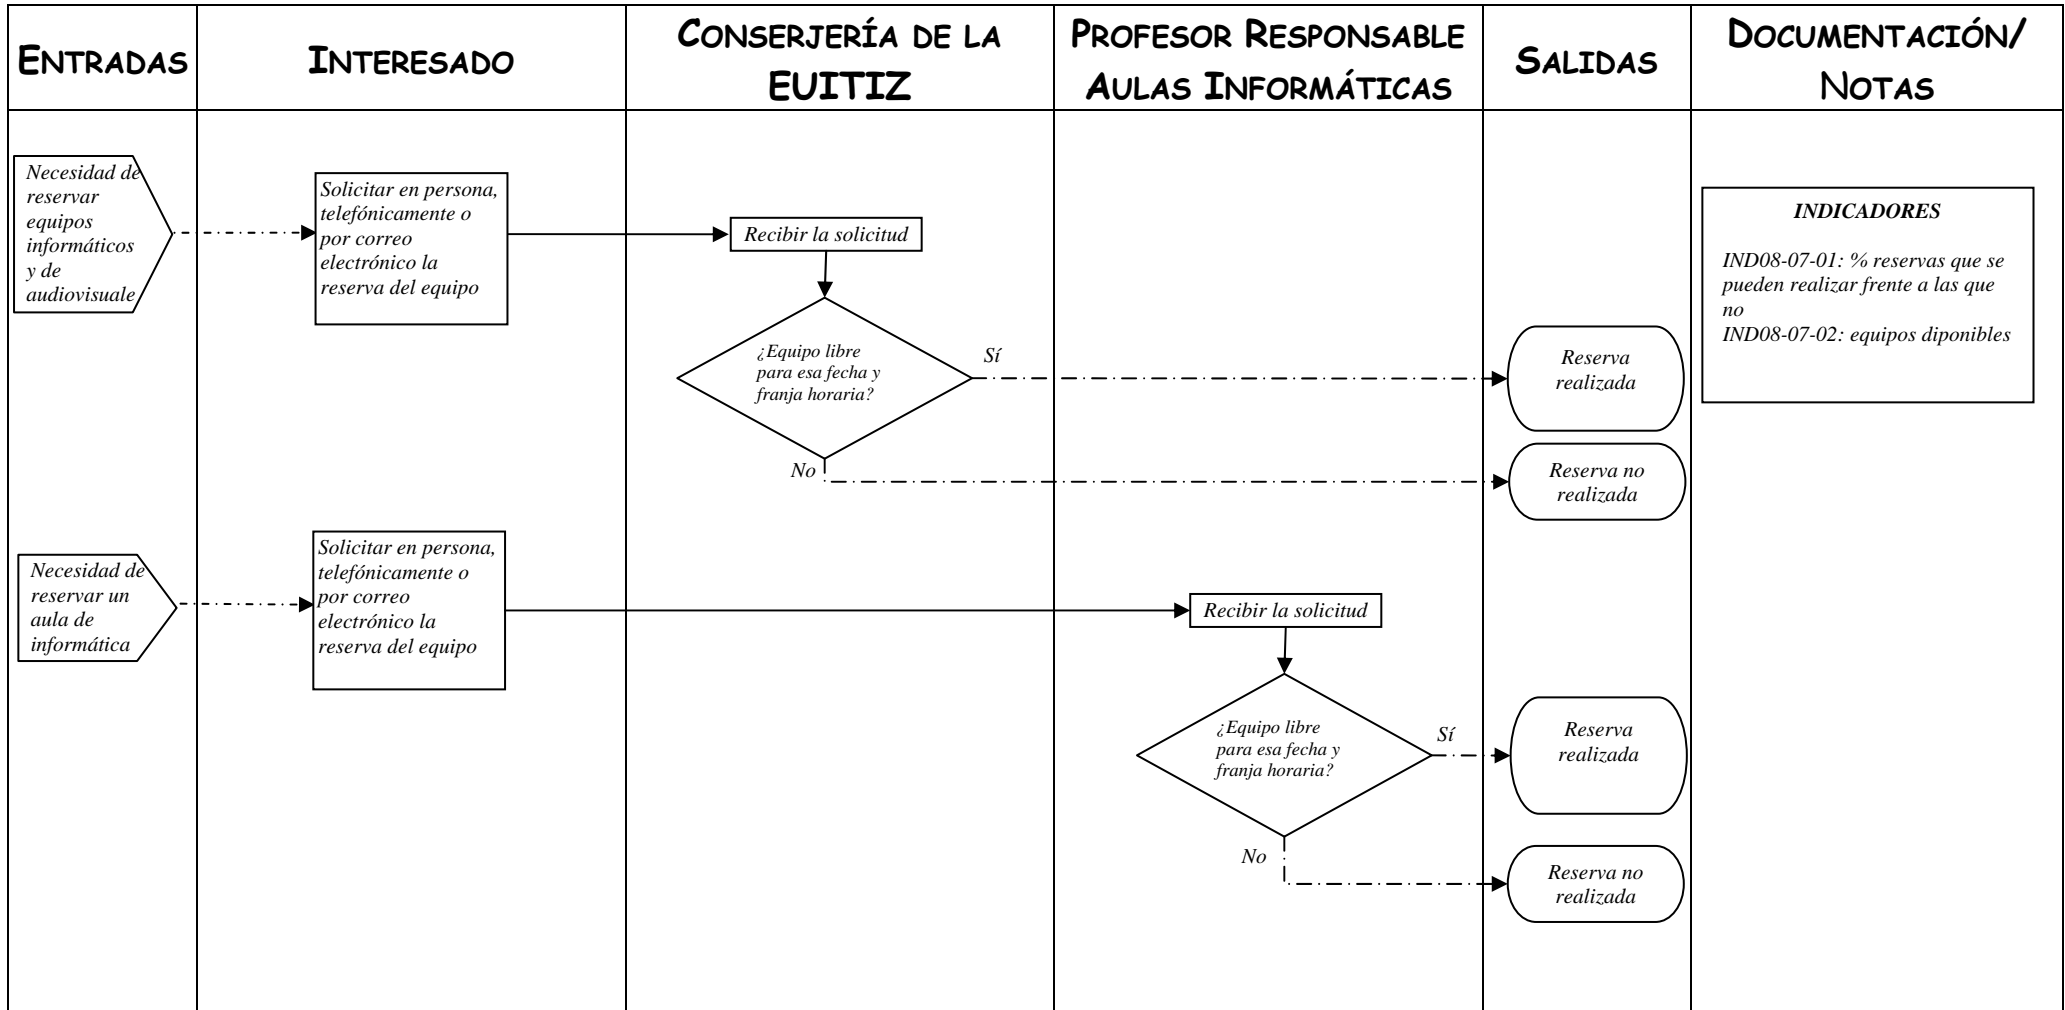 ENTRADAS
INTERESADO
CONSERJERÍA DE LA
EUITIZ
PROFESOR RESPONSABLE
AULAS INFORMÁTICAS
SALIDAS
DOCUMENTACIÓN/
NOTAS
Necesidad de
reservar
equipos
informáticos
y de
audiovisuale
Solicitar en persona,
telefónicamente o
por correo
electrónico la
reserva del equipo
Recibir la solicitud
¿Equipo libre
para esa fecha y
franja horaria?
Sí
No
Reserva
realizada
Reserva no
realizada
INDICADORES
IND08-07-01: % reservas que se
pueden realizar frente a las que
no
IND08-07-02: equipos diponibles
Necesidad de
reservar un
aula de
informática
Solicitar en persona,
telefónicamente o
por correo
electrónico la
reserva del equipo
Recibir la solicitud
¿Equipo libre
para esa fecha y
franja horaria?
Sí
No
Reserva
realizada
Reserva no
realizada